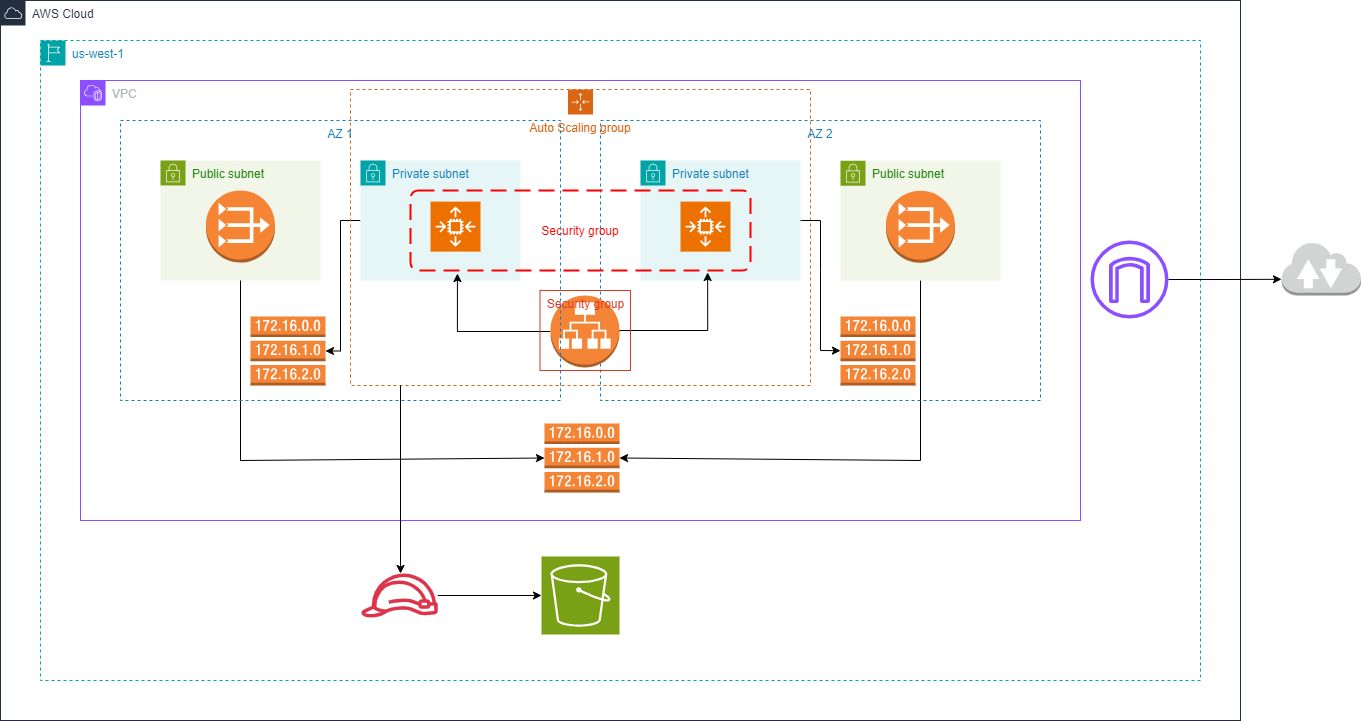 AWS Cloud
us-west-1
VPC
Auto Scaling group
AZ 1
AZ 2
Public subnet
Private subnet
Private subnet
Public subnet
Security group
Security group
172.16.0.0
172.16.1.0
172.16.2.0
172.16.0.0
172.16.1.0
172.16.2.0
172.16.0.0
172.16.1.0
172.16.2.0